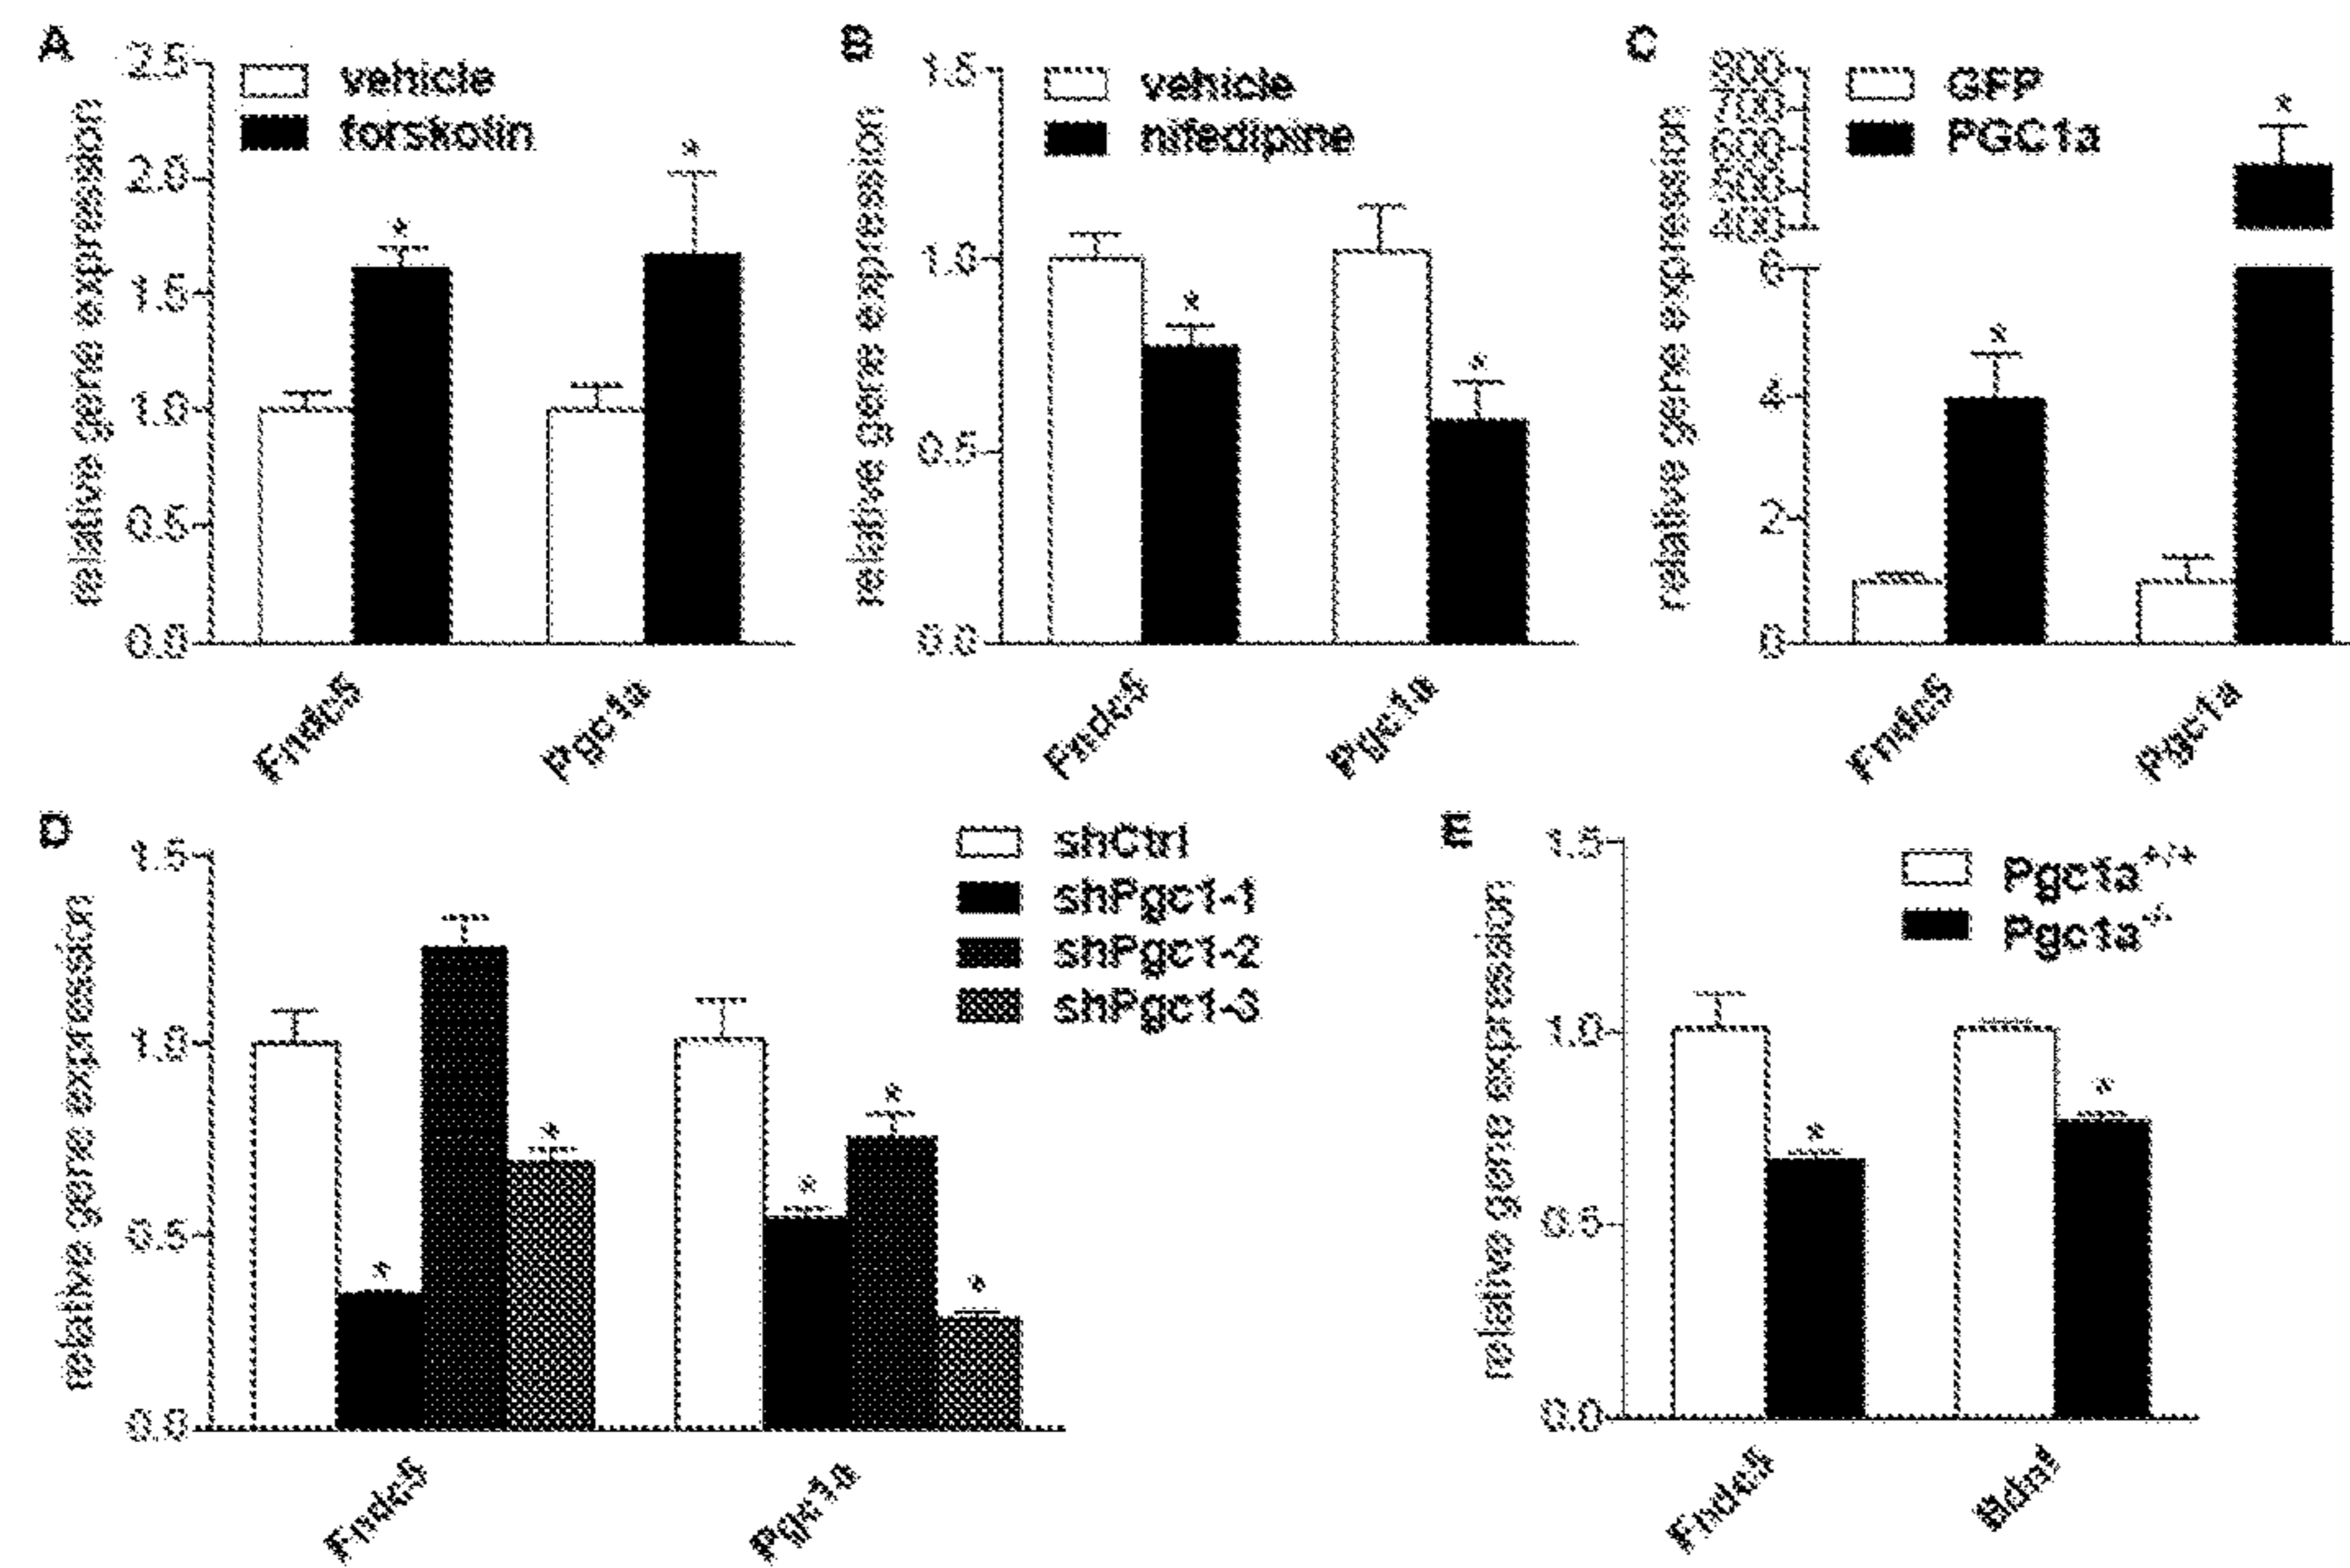 A
relative gene expression
2.5
2.0
1.5
1.0
0.5
0.0
vehicle
forskolin
*
*
Fndc5
Pgc1a
B
relative gene expression
1.5
1.0
0.5
0.0
vehicle
nifedipine
*
*
Fndc5
Pgc1a
C
relative gene expression
800
700
6
4
2
0
GFP
PGC1a
*
*
Fndc5
Pgc1a
D
relative gene expression
1.5
1.0
0.5
0.0
shCtrl
shPgc1-1
shPgc1-2
shPgc1-3
*
*
*
*
*
Fndc5
Pgc1a
E
relative gene expression
1.5
1.0
0.5
0.0
Pgc1a+/+
Pgc1a-/-
*
*
Fndc5
Bdnf